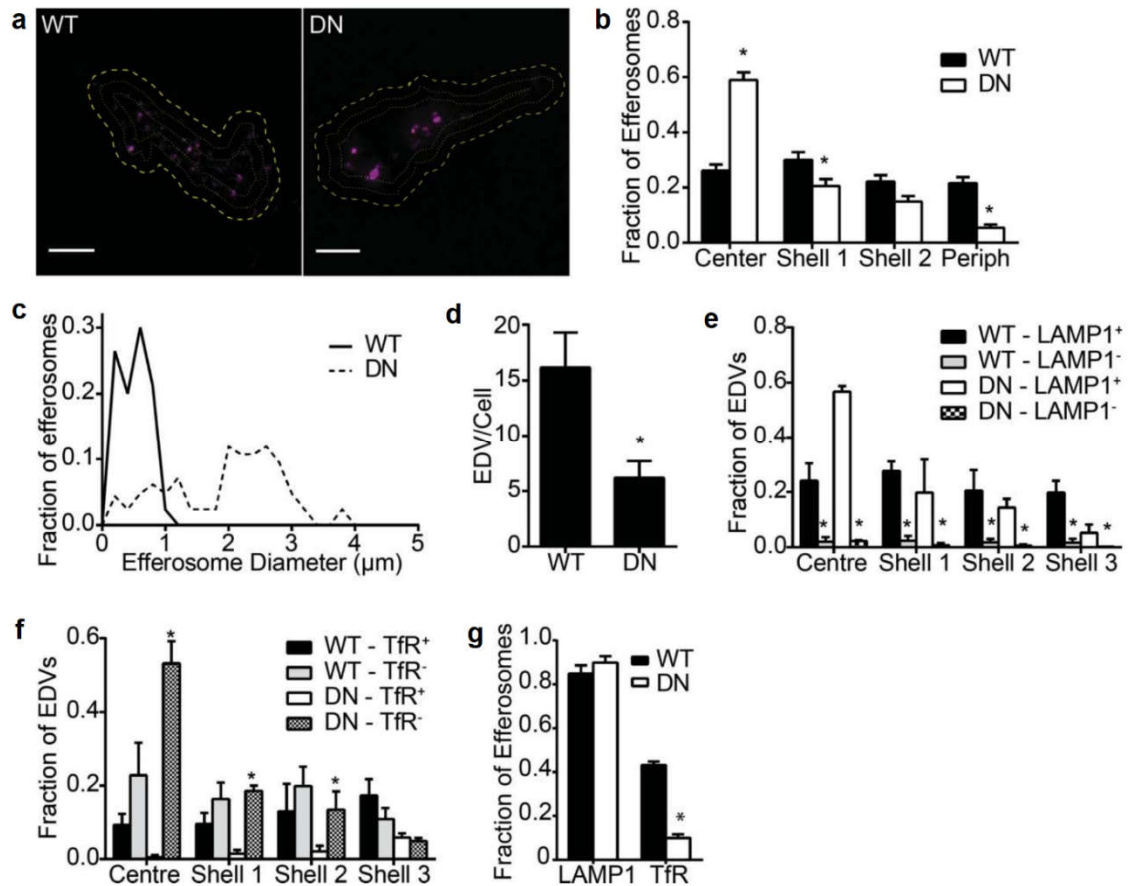 a
WT
DN
b
Fraction of Efferosomes
0.8
0.6
0.4
0.2
0.0
WT
DN
*
*
*
Center Shell 1 Shell 2 Periph
c
Fraction of efferosomes
0.3
0.2
0.1
0.0
WT
DN
0 1 2 3 4 5
Efferosome Diameter (μm)
d
EDV/Cell
20
15
10
5
0
*
WT DN
e
Fraction of EDVs
0.8
0.6
0.4
0.2
0.0
WT - LAMP1+
WT - LAMP1-
DN - LAMP1+
DN - LAMP1-
* * * * * * * *
Centre Shell 1 Shell 2 Shell 3
f
Fraction of EDVs
0.6
0.4
0.2
0.0
WT - TfR+
WT - TfR-
DN - TfR+
DN - TfR-
*
*
*
Centre Shell 1 Shell 2 Shell 3
g
Fraction of Efferosomes
1.0
0.8
0.6
0.4
0.2
0
WT
DN
*
LAMP1 TfR